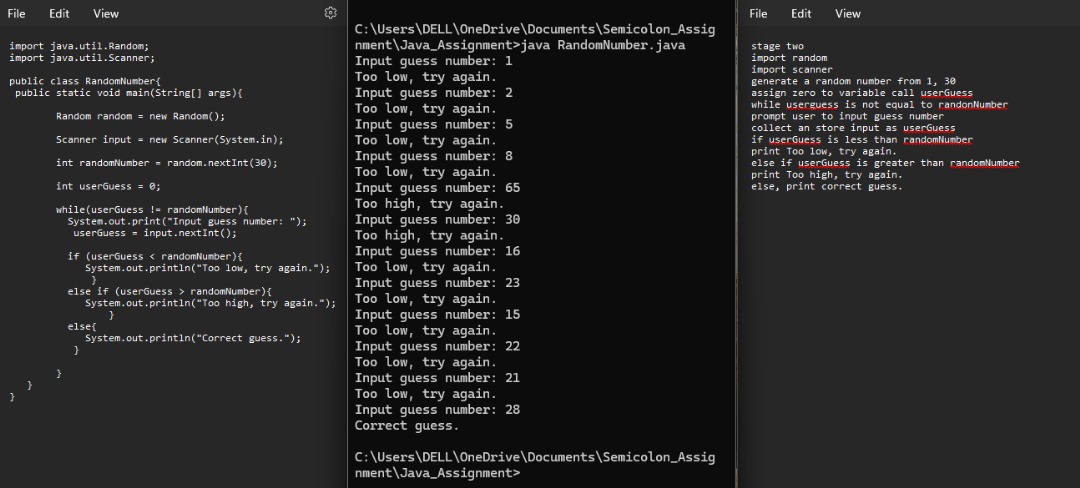 File Edit View
import java.util.Random;
import java.util.Scanner;
public class RandomNumber{
public static void main(String[] args){
Random random = new Random();
Scanner input = new Scanner(System.in);
int randomNumber = random.nextInt(30);
int userGuess = 0;
while(userGuess != randomNumber){
System.out.print("Input guess number: ");
userGuess = input.nextInt();
if (userGuess < randomNumber){
System.out.println("Too low, try again.");
}
else if (userGuess > randomNumber){
System.out.println("Too high, try again.");
}
else{
System.out.println("Correct guess.");
}
}
}
}
C:\Users\DELL\OneDrive\Documents\Semicolon_Assig
nment\Java_Assignment>java RandomNumber.java
Input guess number: 1
Too low, try again.
Input guess number: 2
Too low, try again.
Input guess number: 5
Too low, try again.
Input guess number: 8
Too low, try again.
Input guess number: 65
Too high, try again.
Input guess number: 30
Too high, try again.
Input guess number: 16
Too low, try again.
Input guess number: 23
Too low, try again.
Input guess number: 15
Too low, try again.
Input guess number: 22
Too low, try again.
Input guess number: 21
Too low, try again.
Input guess number: 28
Correct guess.
C:\Users\DELL\OneDrive\Documents\Semicolon_Assig
nment\Java_Assignment>
File Edit View
stage two
import random
import scanner
generate a random number from 1, 30
assign zero to variable call userGuess
while userguess is not equal to randonNumber
prompt user to input guess number
collect an store input as userGuess
if userGuess is less than randomNumber
print Too low, try again.
else if userGuess is greater than randomNumber
print Too high, try again.
else, print correct guess.